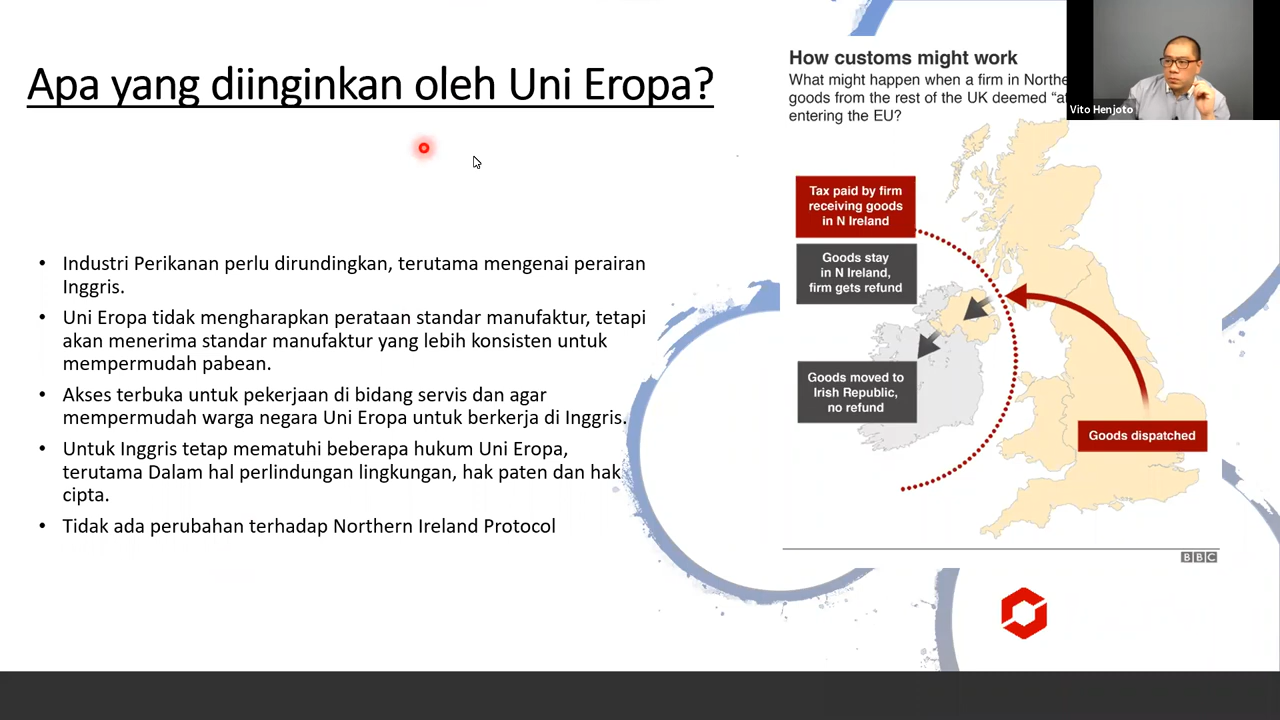 Apa yang diinginkan oleh Uni Eropa?
• Industri Perikanan perlu dirundingkan, terutama mengenai perairan
Inggris.
• Uni Eropa tidak mengharapkan perataan standar manufaktur, tetapi
akan menerima standar manufaktur yang lebih konsisten untuk
mempermudah pabean.
• Akses terbuka untuk pekerjaan di bidang servis dan agar
mempermudah warga negara Uni Eropa untuk berkerja di Inggris.
• Untuk Inggris tetap mematuhi beberapa hukum Uni Eropa,
terutama Dalam hal perlindungan lingkungan, hak paten dan hak
cipta.
• Tidak ada perubahan terhadap Northern Ireland Protocol
How customs might work
What might happen when a firm in
goods from the rest of the UK deemed
entering the EU?
Vito Henjoto
Tax paid by firm
receiving goods
in N Ireland
Goods stay
in N Ireland,
firm gets refund
Goods moved to
Irish Republic,
no refund
Goods dispatched
BBC